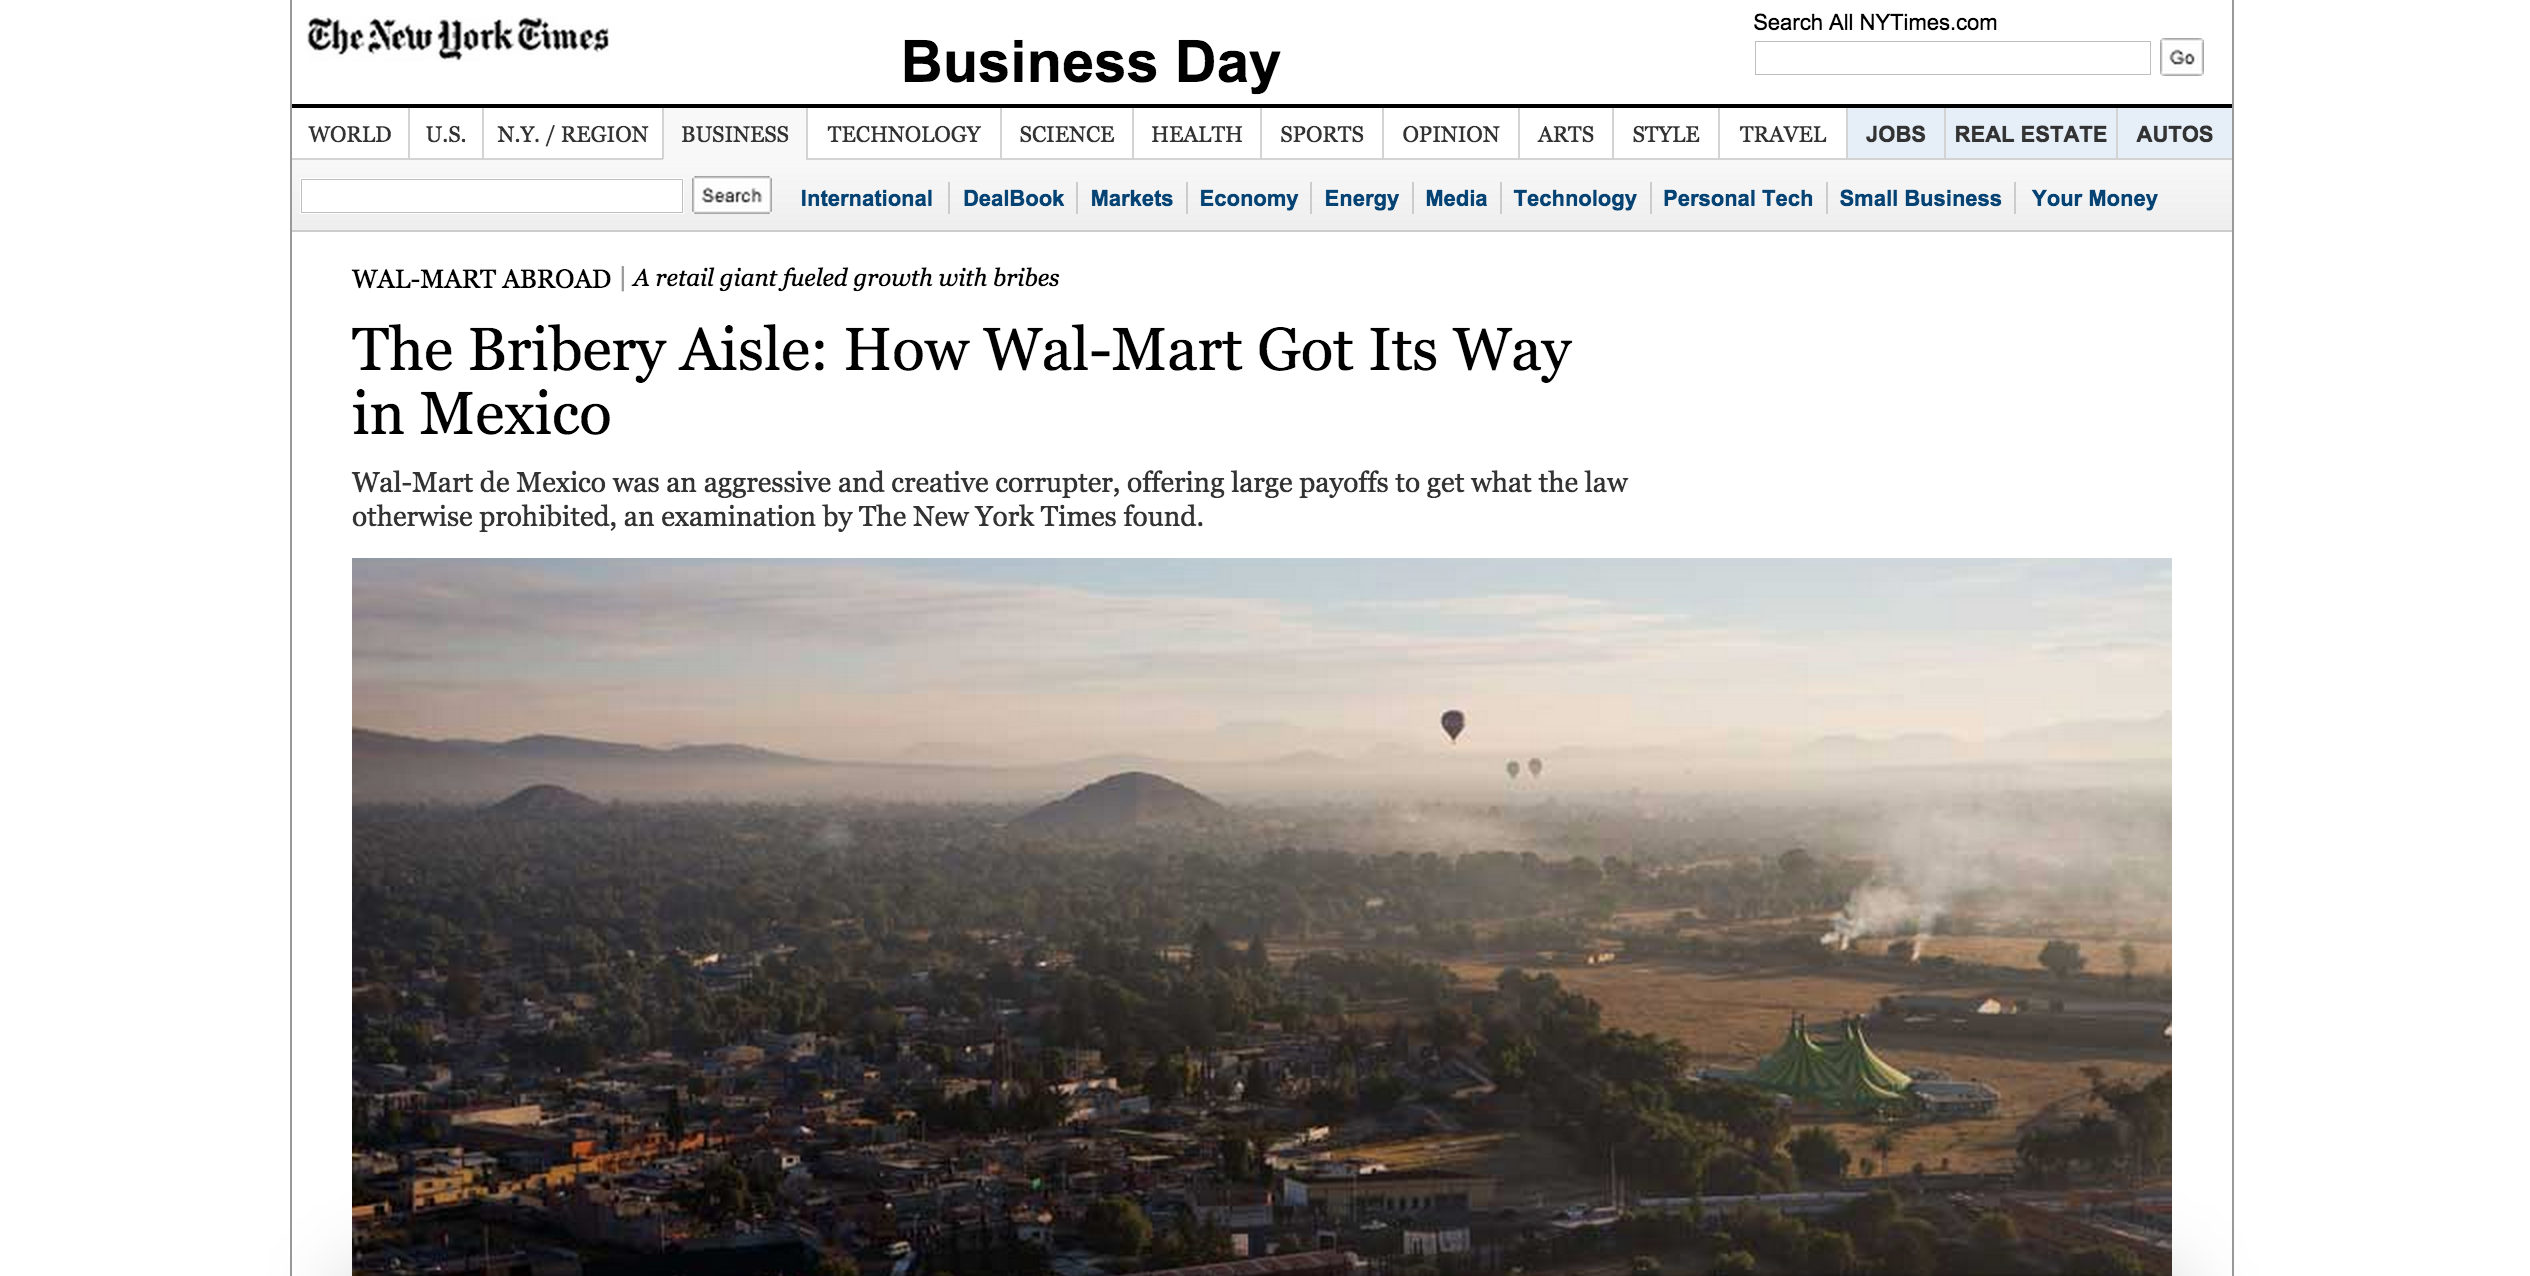 The New York Times
Business Day
Search All NYTimes.com
Go
WORLD U.S. N.Y. / REGION BUSINESS TECHNOLOGY SCIENCE HEALTH SPORTS OPINION ARTS STYLE TRAVEL JOBS REAL ESTATE AUTOS
Search International DealBook Markets Economy Energy Media Technology Personal Tech Small Business Your Money
WAL-MART ABROAD | A retail giant fueled growth with bribes
The Bribery Aisle: How Wal-Mart Got Its Way
in Mexico
Wal-Mart de Mexico was an aggressive and creative corrupter, offering large payoffs to get what the law
otherwise prohibited, an examination by The New York Times found.